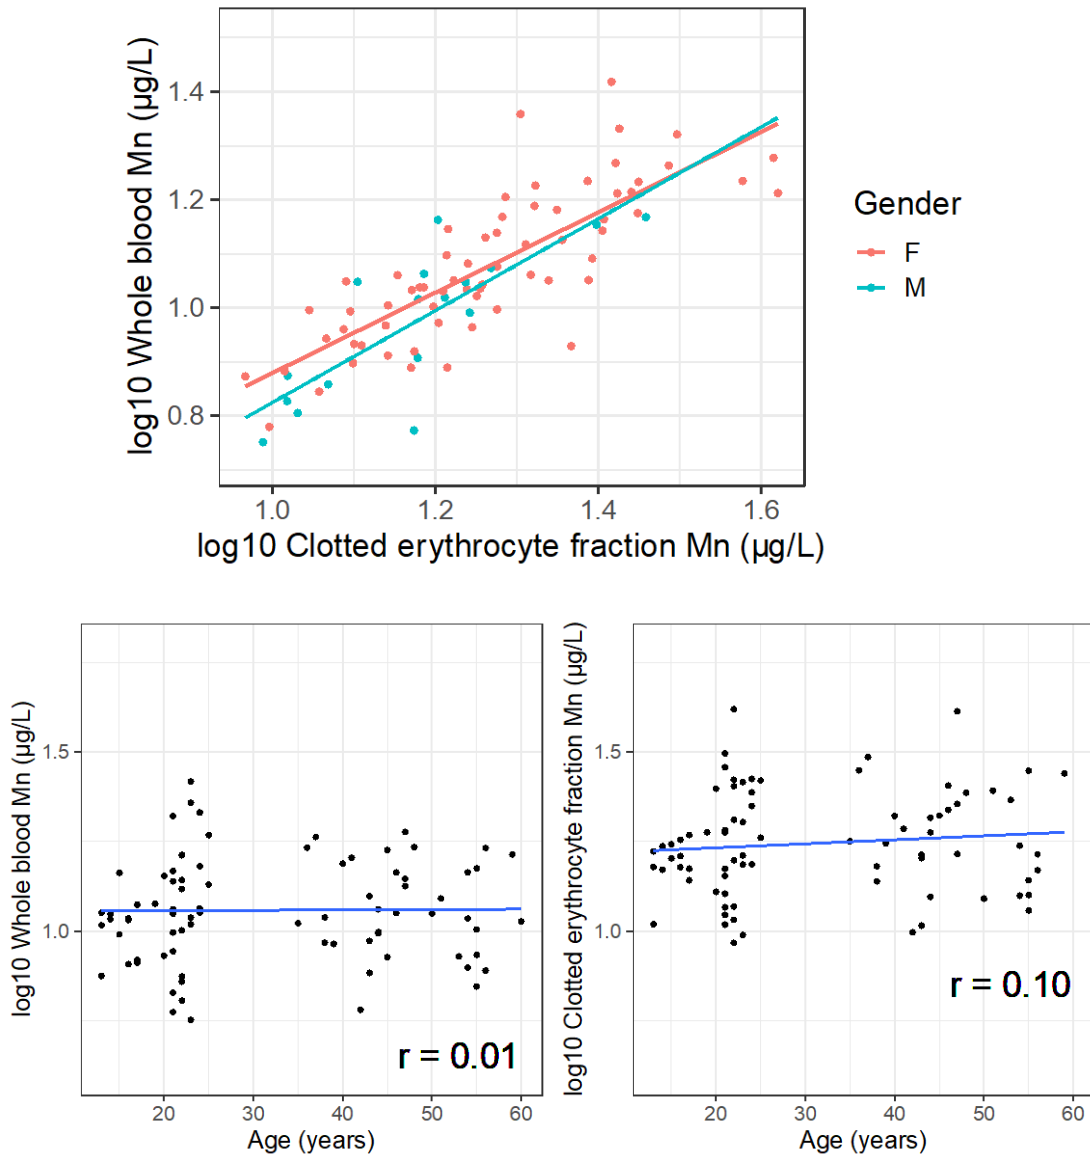 log10 Whole blood Mn (µg/L)
1.4
1.2
1.0
0.8
1.0 1.2 1.4 1.6
log10 Clotted erythrocyte fraction Mn (µg/L)
Gender
F
M
log10 Whole blood Mn (µg/L)
1.5
1.0
r = 0.01
20 30 40 50 60
Age (years)
log10 Clotted erythrocyte fraction Mn (µg/L)
1.5
1.0
r = 0.10
20 30 40 50 60
Age (years)